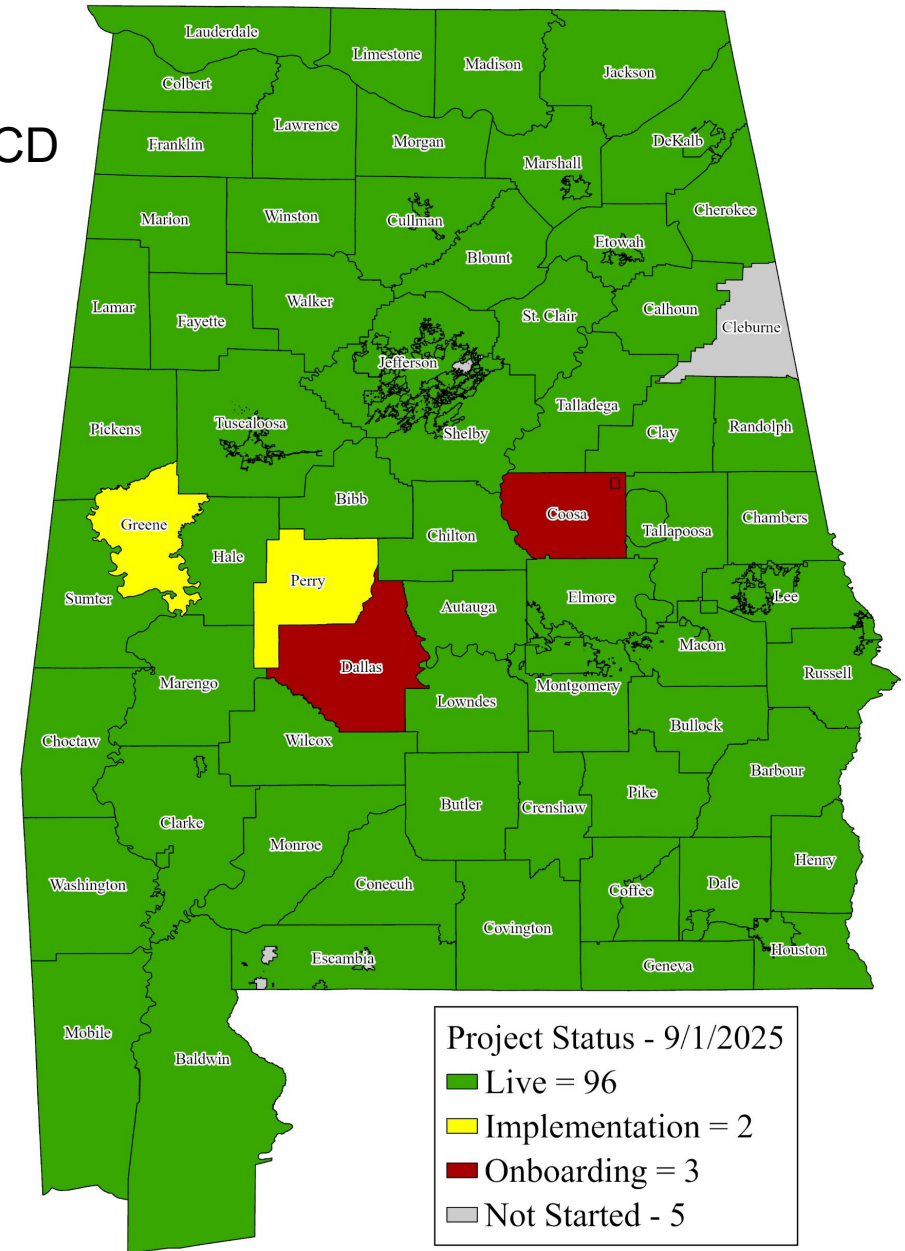 Lauderdale
Limestone
Madison
Jackson
Colbert
CD
Franklin
Lawrence
Morgan
DeKalb
Marshall
Marion
Winston
Cullman
Cherokee
Etowah
Blount
Lamar
Fayette
Walker
St. Clair
Calhoun
Cleburne
Jefferson
Pickens
Tuscaloosa
Shelby
Talladega
Clay
Randolph
Greene
Bibb
Chilton
Coosa
Tallapoosa
Chambers
Hale
Perry
Sumter
Autauga
Elmore
Lee
Macon
Dallas
Marengo
Lowndes
Montgomery
Russell
Choctaw
Wilcox
Bullock
Barbour
Clarke
Butler
Crenshaw
Pike
Monroe
Henry
Washington
Conecuh
Coffee
Dale
Covington
Escambia
Houston
Geneva
Mobile
Baldwin
Project Status - 9/1/2025
Live = 96
Implementation = 2
Onboarding = 3
Not Started - 5